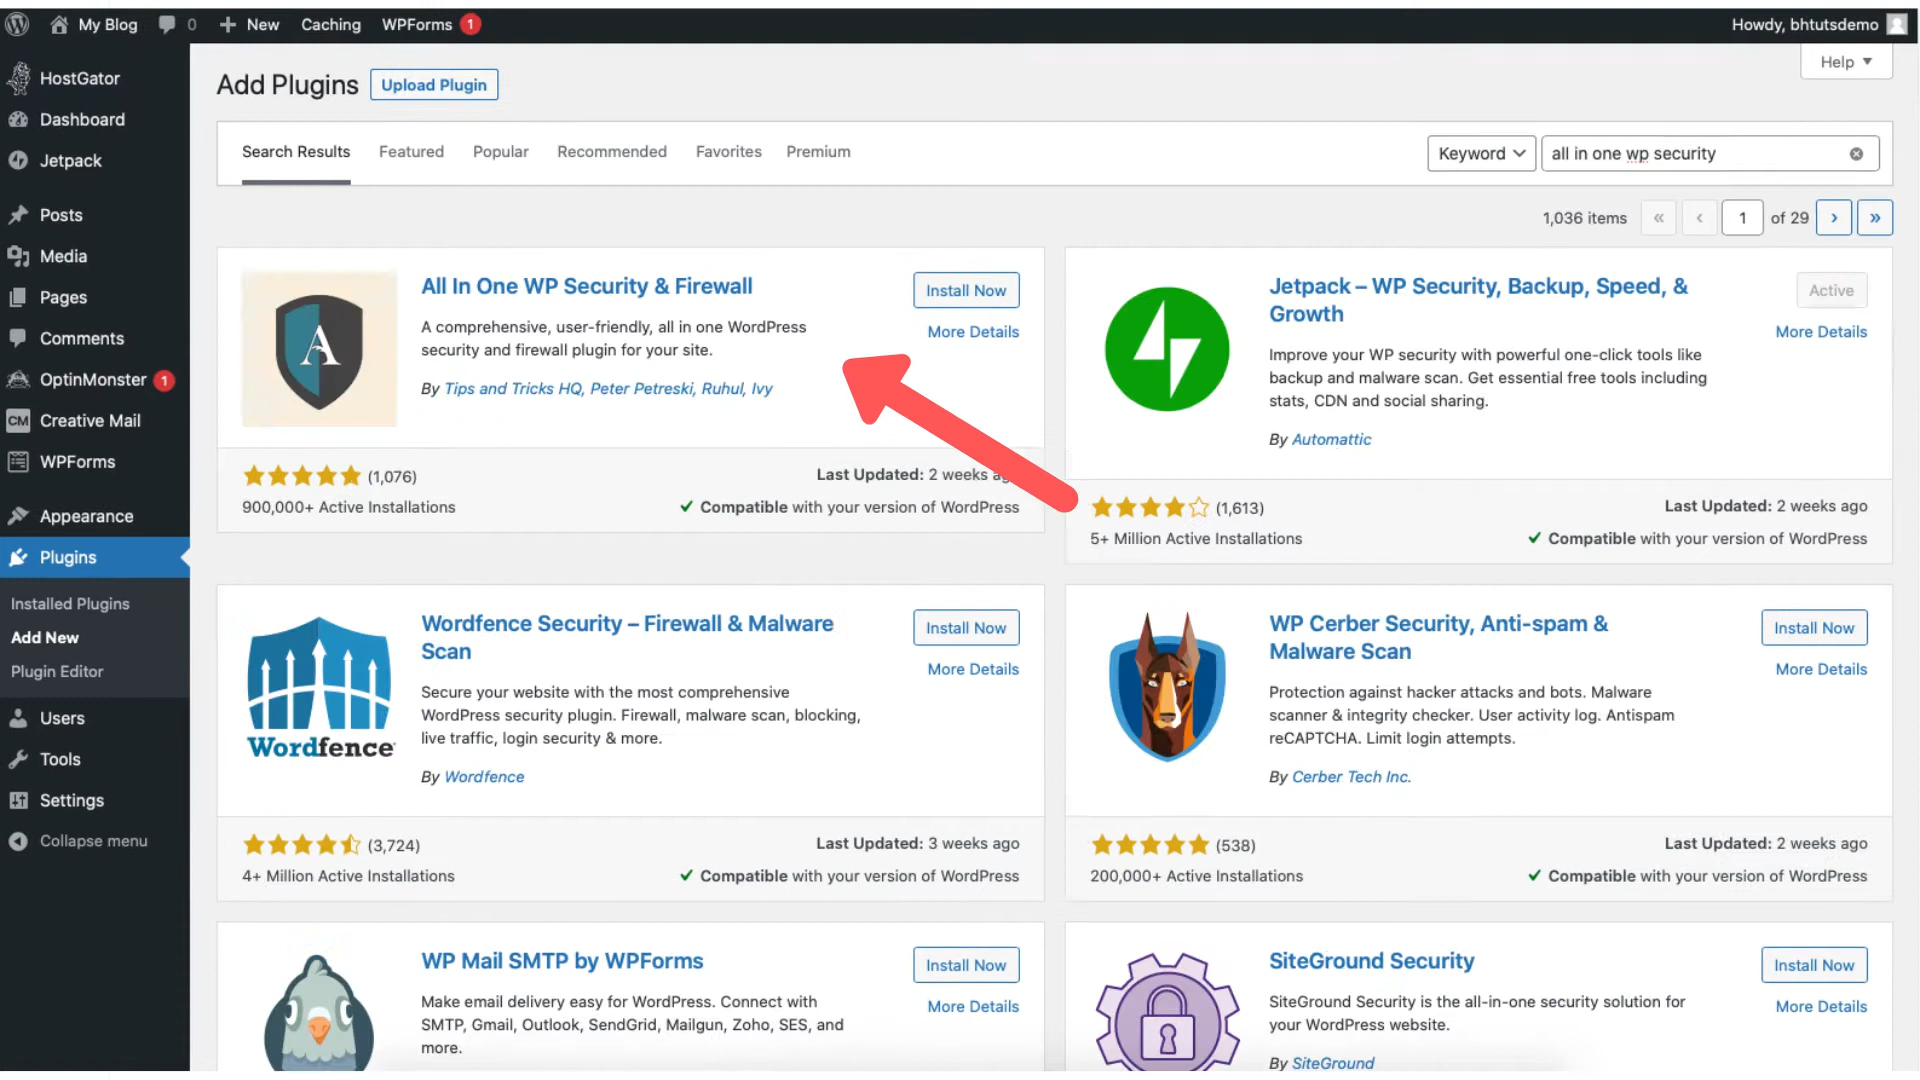 My Blog 0 New Caching WPForms 1 Howdy, bhtutsdemo
Help
HostGator
Dashboard
Jetpack
Posts
Media
Pages
Comments
OptinMonster 1
CM Creative Mail
WPForms
Appearance
Plugins
Installed Plugins
Add New
Plugin Editor
Users
Tools
Settings
Collapse menu
Add Plugins Upload Plugin
Search Results Featured Popular Recommended Favorites Premium Keyword all in one wp security
1,036 items « ‹ 1 of 29 › »
A
All In One WP Security & Firewall
Install Now
More Details
A comprehensive, user-friendly, all in one WordPress
security and firewall plugin for your site.
By Tips and Tricks HQ, Peter Petreski, Ruhul, Ivy
(1,076)
900,000+ Active Installations
Last Updated: 2 weeks ago
Compatible with your version of WordPress
Jetpack – WP Security, Backup, Speed, &
Growth
Active
More Details
Improve your WP security with powerful one-click tools like
backup and malware scan. Get essential free tools including
stats, CDN and social sharing.
By Automattic
(1,613)
5+ Million Active Installations
Last Updated: 2 weeks ago
Compatible with your version of WordPress
Wordfence
Wordfence Security – Firewall & Malware
Scan
Install Now
More Details
Secure your website with the most comprehensive
WordPress security plugin. Firewall, malware scan, blocking,
live traffic, login security & more.
By Wordfence
(3,724)
4+ Million Active Installations
Last Updated: 3 weeks ago
Compatible with your version of WordPress
WP Cerber Security, Anti-spam &
Malware Scan
Install Now
More Details
Protection against hacker attacks and bots. Malware
scanner & integrity checker. User activity log. Antispam
reCAPTCHA. Limit login attempts.
By Cerber Tech Inc.
(538)
200,000+ Active Installations
Last Updated: 2 weeks ago
Compatible with your version of WordPress
WP Mail SMTP by WPForms
Install Now
More Details
Make email delivery easy for WordPress. Connect with
SMTP, Gmail, Outlook, SendGrid, Mailgun, Zoho, SES, and
more.
SiteGround Security
Install Now
More Details
SiteGround Security is the all-in-one security solution for
your WordPress website.
By SiteGround